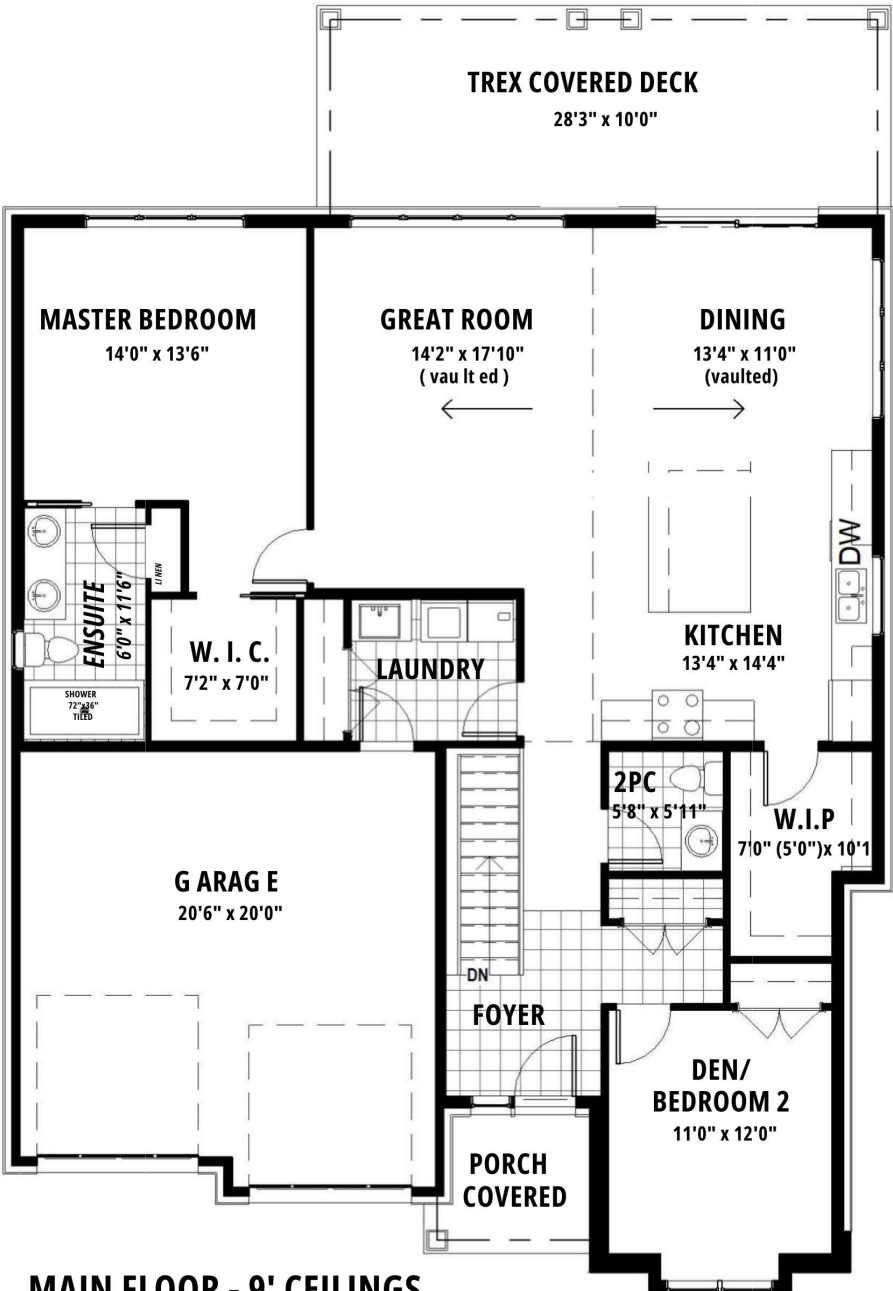 TREX COVERED DECK
28'3" x 10'0"
MASTER BEDROOM
14'0" x 13'6"
GREAT ROOM
14'2" x 17'10"
( vau lt ed )
DINING
13'4" x 11'0"
(vaulted)
DW
LI NEN
ENSUITE
6'0" x 11'6"
W. I. C.
7'2" x 7'0"
LAUNDRY
KITCHEN
13'4" x 14'4"
SHOWER
72"x36"
TILED
2PC
5'8" x 5'11"
W.I.P
7'0" (5'0")x 10'1
G ARAG E
20'6" x 20'0"
DN
FOYER
DEN/
BEDROOM 2
11'0" x 12'0"
PORCH
COVERED
MAIN FLOOR - 9' CEILINGS